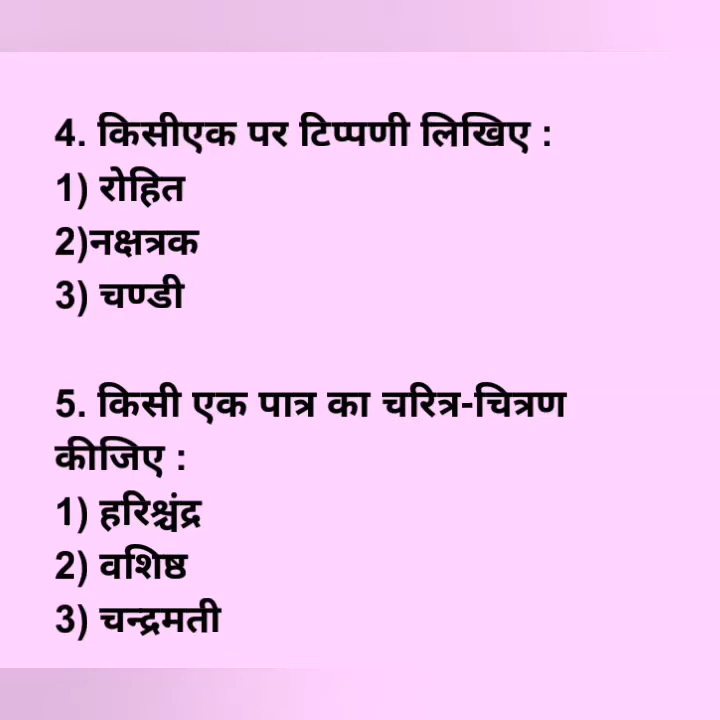 4. किसीएक पर टिप्पणी लिखिए :
1) रोहित
2)नक्षत्रक
3) चण्डी
5. किसी एक पात्र का चरित्र-चित्रण
कीजिए :
1) हरिश्चंद्र
2) वशिष्ठ
3) चन्द्रमती